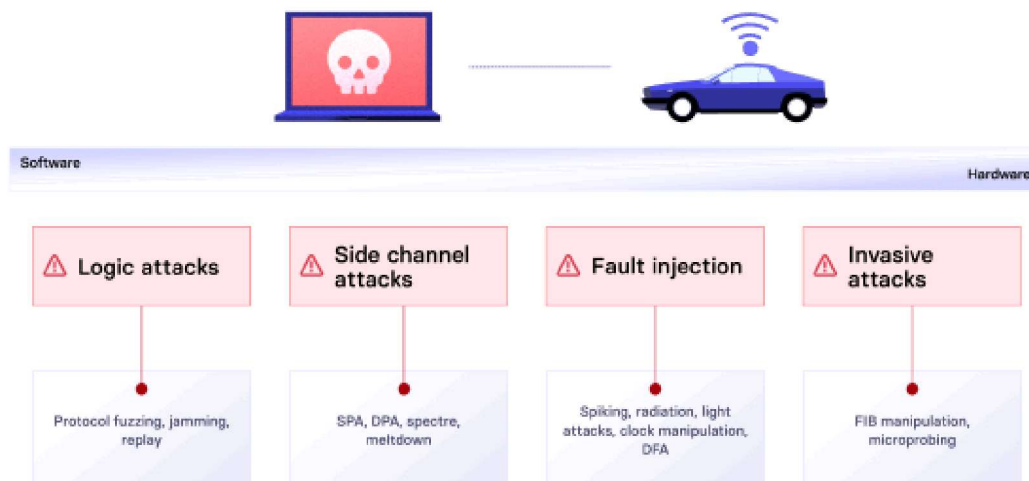 Software
Hardware
Logic attacks
Side channel
attacks
Fault injection
Invasive
attacks
Protocol fuzzing, jamming,
replay
SPA, DPA, spectre,
meltdown
Spiking, radiation, light
attacks, clock manipulation,
DFA
FIB manipulation,
microprobing